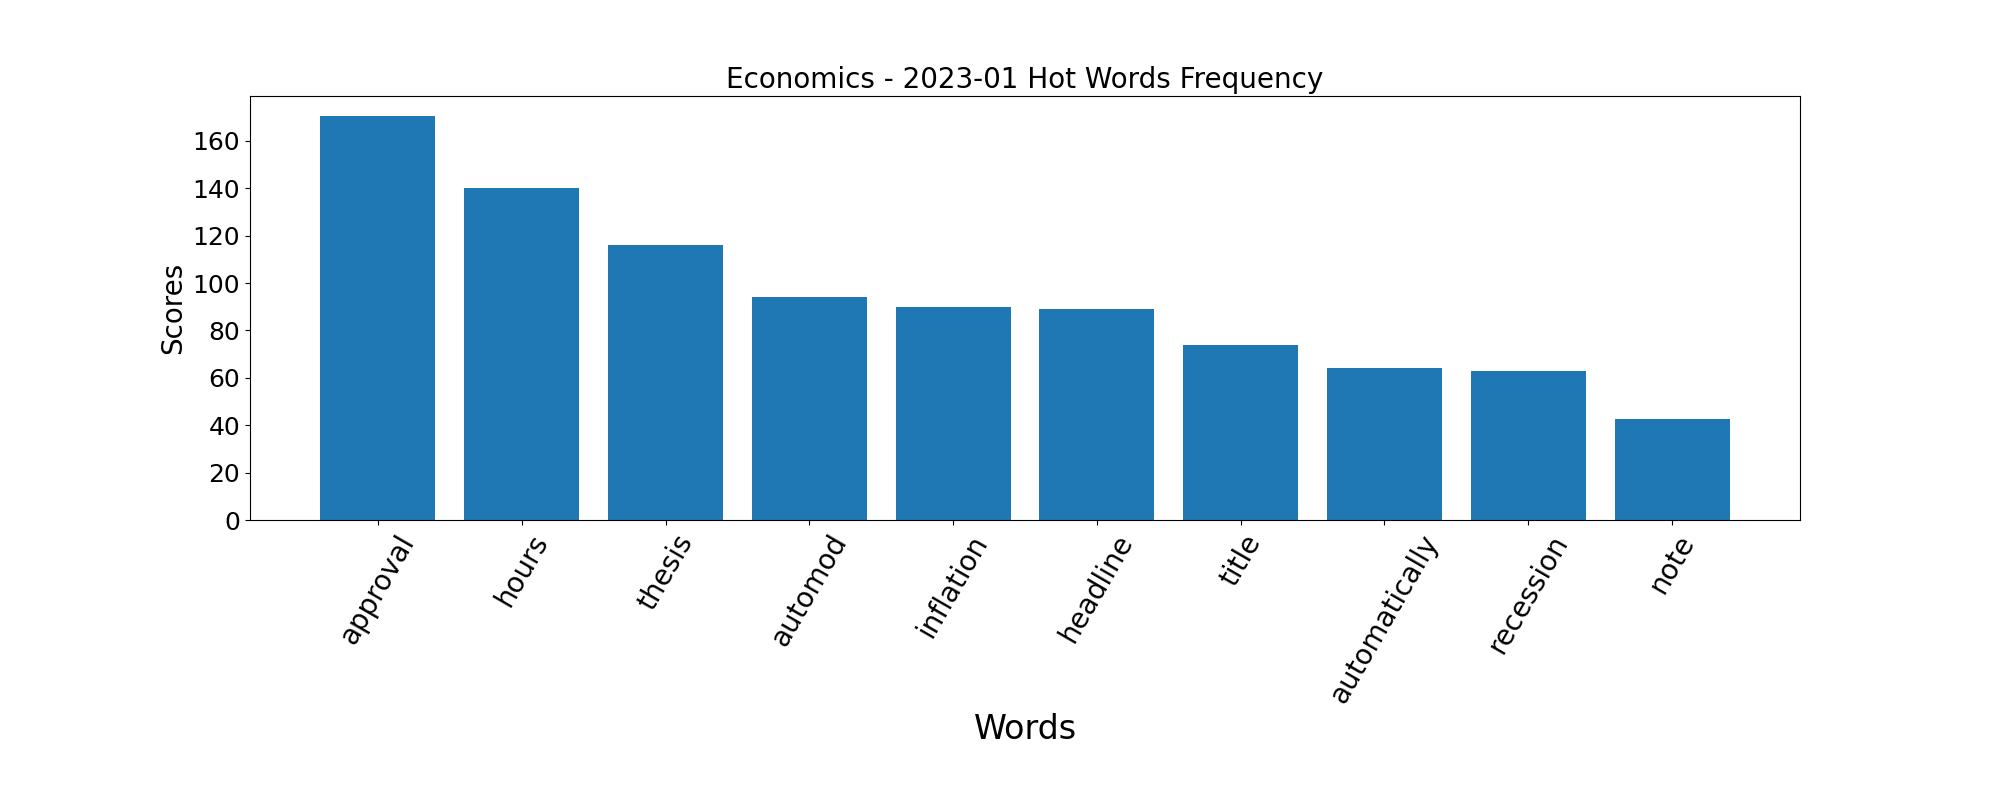 Economics - 2023-01 Hot Words Frequency
Scores
160
140
120
100
80
60
40
20
0
approval
hours
thesis
automod
inflation
headline
title
automatically
recession
note
Words